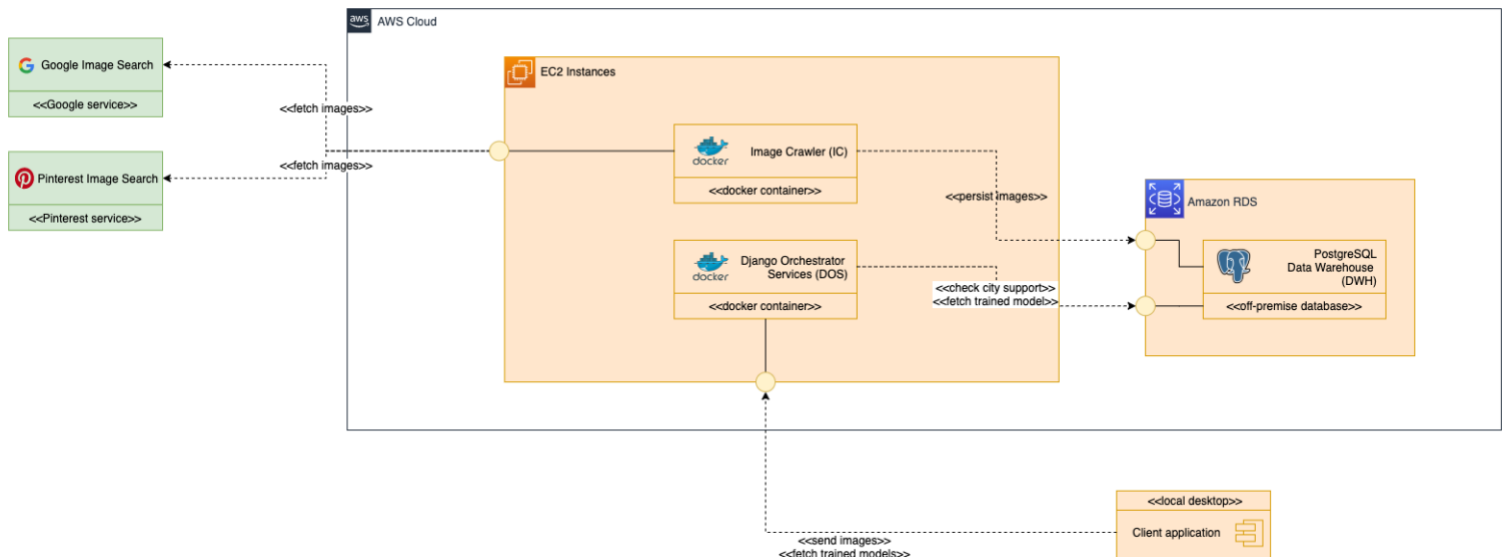 aws
AWS Cloud
Google Image Search
<<Google service>>
<<fetch images>>
<<fetch images>>
Pinterest Image Search
<<Pinterest service>>
EC2 Instances
docker
Image Crawler (IC)
<<docker container>>
docker
Django Orchestrator
Services (DOS)
<<docker container>>
<<persist images>>
<<check city support>>
<<fetch trained model>>
Amazon RDS
PostgreSQL
Data Warehouse
(DWH)
<<off-premise database>>
<<local desktop>>
Client application
<<send images>>
<<fetch trained models>>